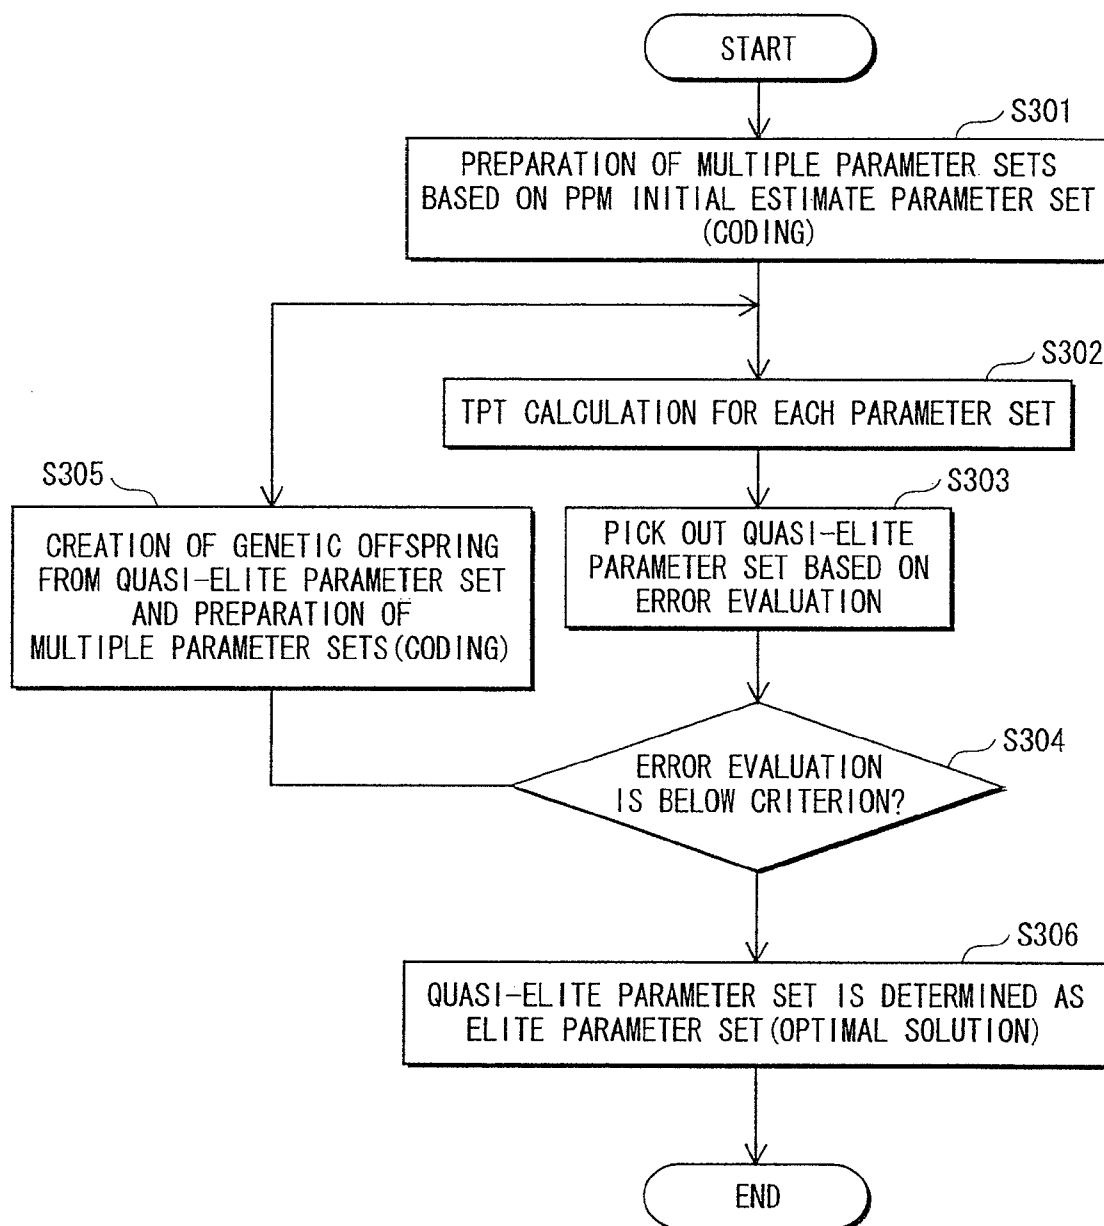 START
S301
PREPARATION OF MULTIPLE PARAMETER SETS
BASED ON PPM INITIAL ESTIMATE PARAMETER SET
(CODING)
S302
TPT CALCULATION FOR EACH PARAMETER SET
S303
PICK OUT QUASI-ELITE
PARAMETER SET BASED ON
ERROR EVALUATION
S305
CREATION OF GENETIC OFFSPRING
FROM QUASI-ELITE PARAMETER SET
AND PREPARATION OF
MULTIPLE PARAMETER SETS(CODING)
S304
ERROR EVALUATION
IS BELOW CRITERION?
S306
QUASI-ELITE PARAMETER SET IS DETERMINED AS
ELITE PARAMETER SET(OPTIMAL SOLUTION)
END